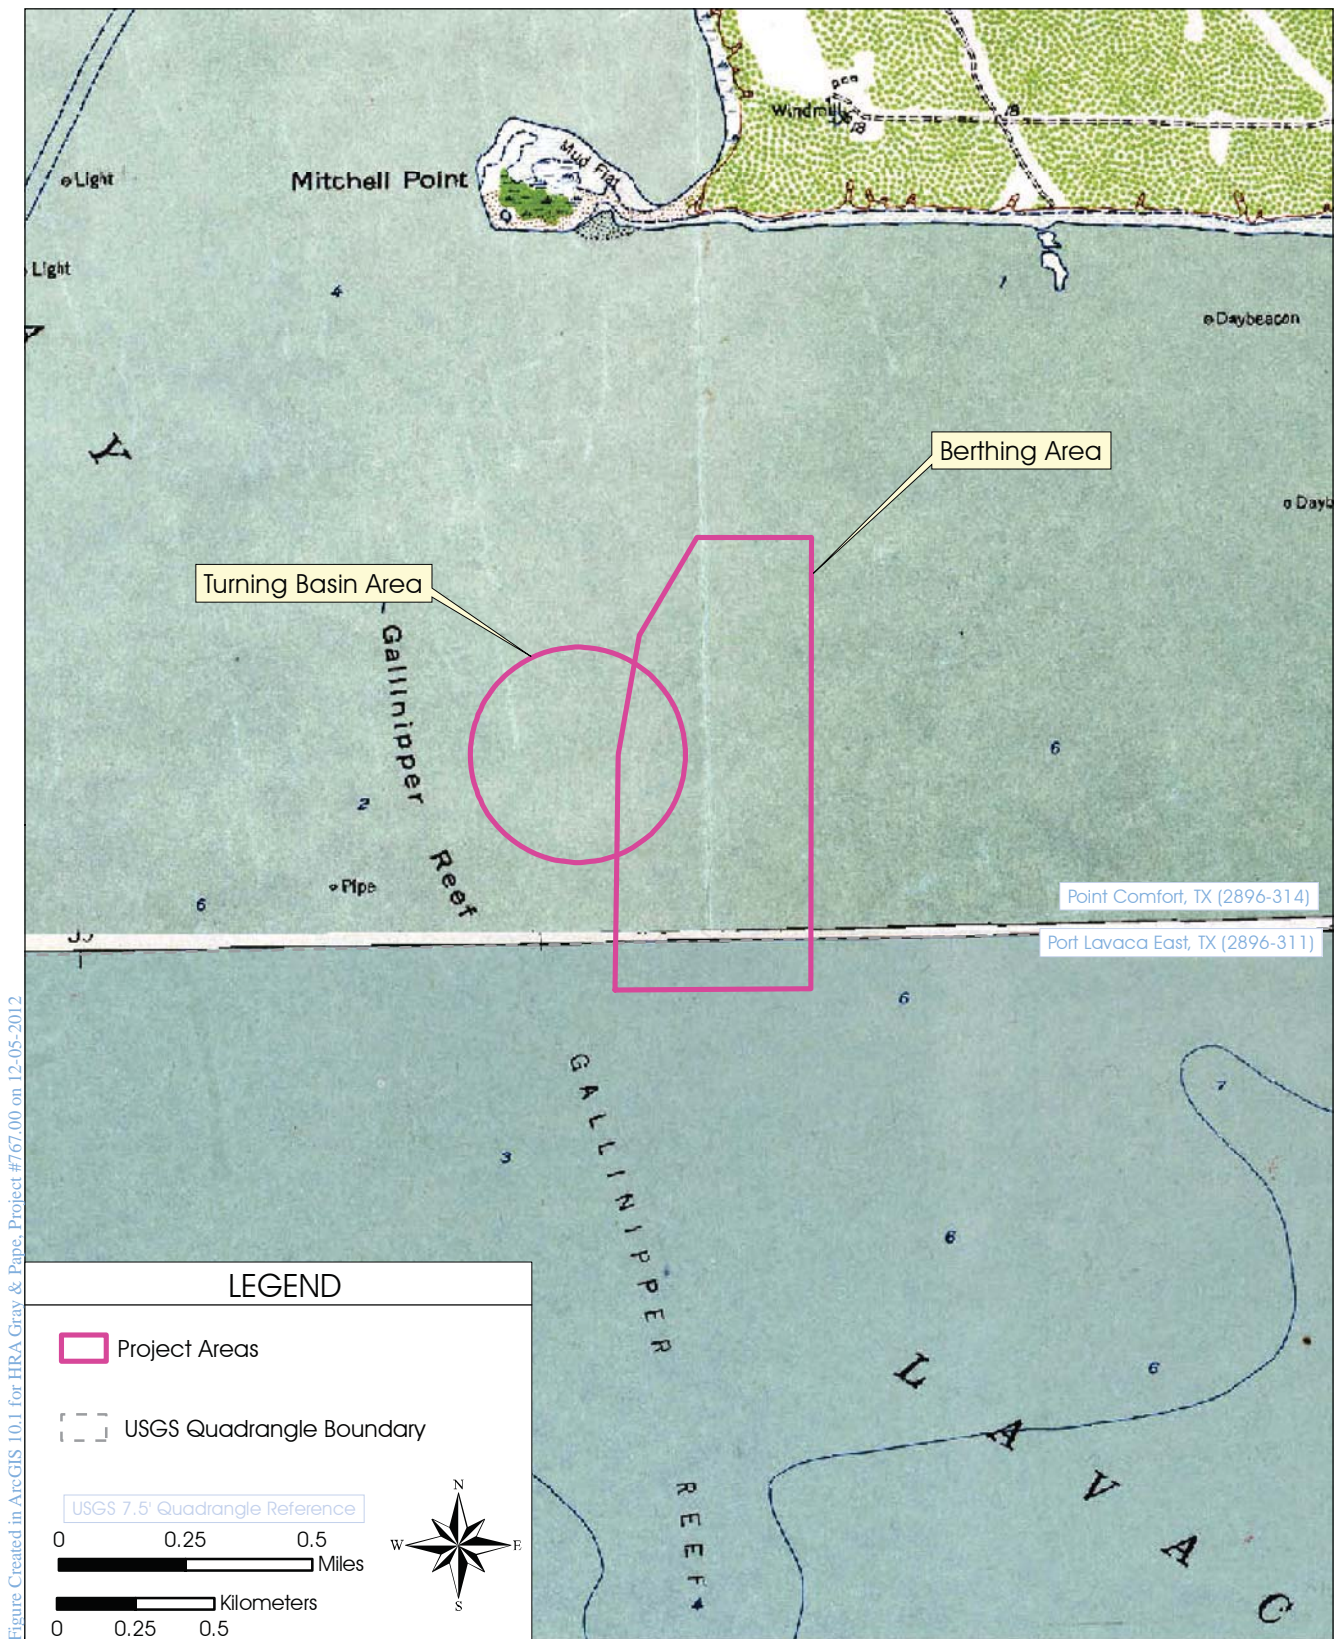 Windmill
18
18
Mud Flat
Mitchell Point
Light
Light
4
1
Daybeacon
Y
Berthing Area
Dayb
Turning Basin Area
Gallinipper
Reef
6
2
Pipe
6
Point Comfort, TX (2896-314)
Port Lavaca East, TX (2896-311)
6
7
GALLINIPPER
REEF
3
6
6
LAVAC
LEGEND
Project Areas
USGS Quadrangle Boundary
USGS 7.5' Quadrangle Reference
0 0.25 0.5
Miles
Kilometers
0 0.25 0.5
N
W E
S
Figure Created in ArcGIS 10.1 for HRA Gray & Pape, Project #767.00 on 12-05-2012